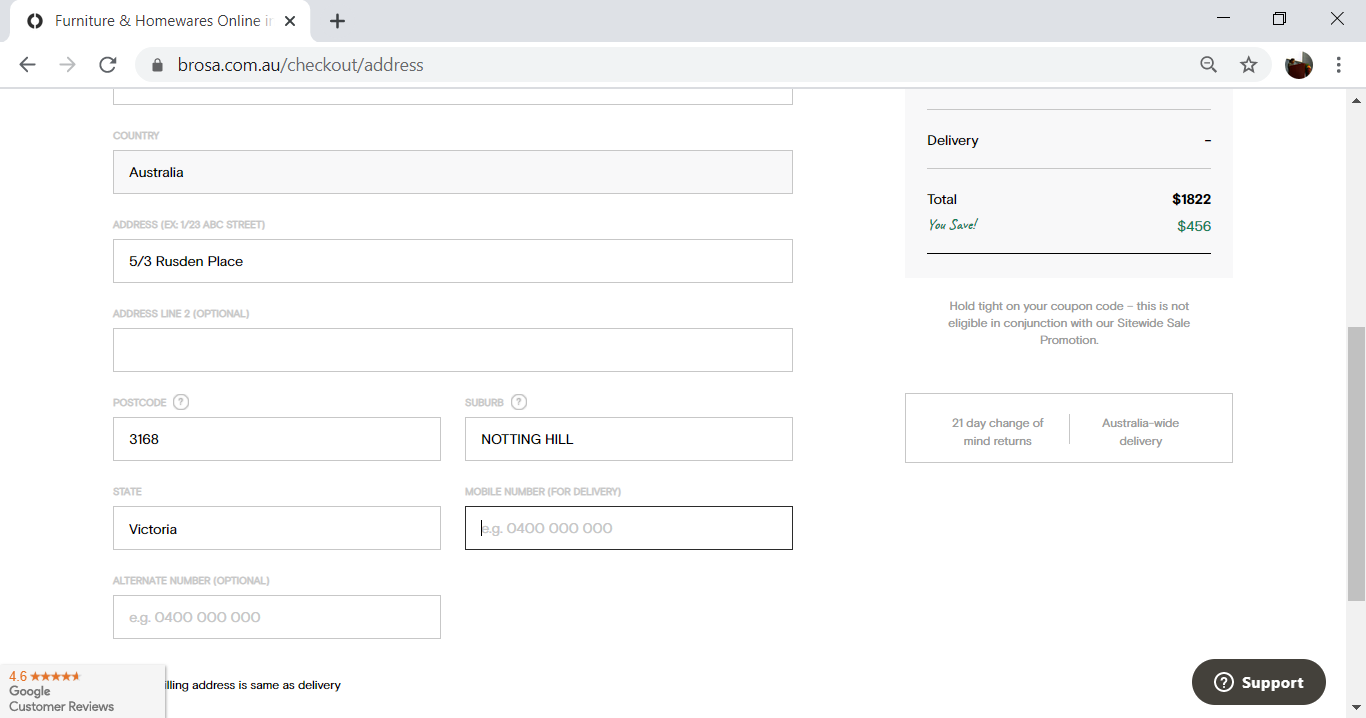 Furniture & Homewares Online in
brosa.com.au/checkout/address
COUNTRY
Australia
ADDRESS (EX: 1/23 ABC STREET)
5/3 Rusden Place
ADDRESS LINE 2 (OPTIONAL)
POSTCODE ?
3168
SUBURB ?
NOTTING HILL
STATE
Victoria
MOBILE NUMBER (FOR DELIVERY)
e.g. 0400 000 000
ALTERNATE NUMBER (OPTIONAL)
e.g. 0400 000 000
illing address is same as delivery
4.6 ★★★★★
Google
Customer Reviews
Delivery –
Total $1822
You Save! $456
Hold tight on your coupon code – this is not
eligible in conjunction with our Sitewide Sale
Promotion.
21 day change of
mind returns
Australia-wide
delivery
? Support